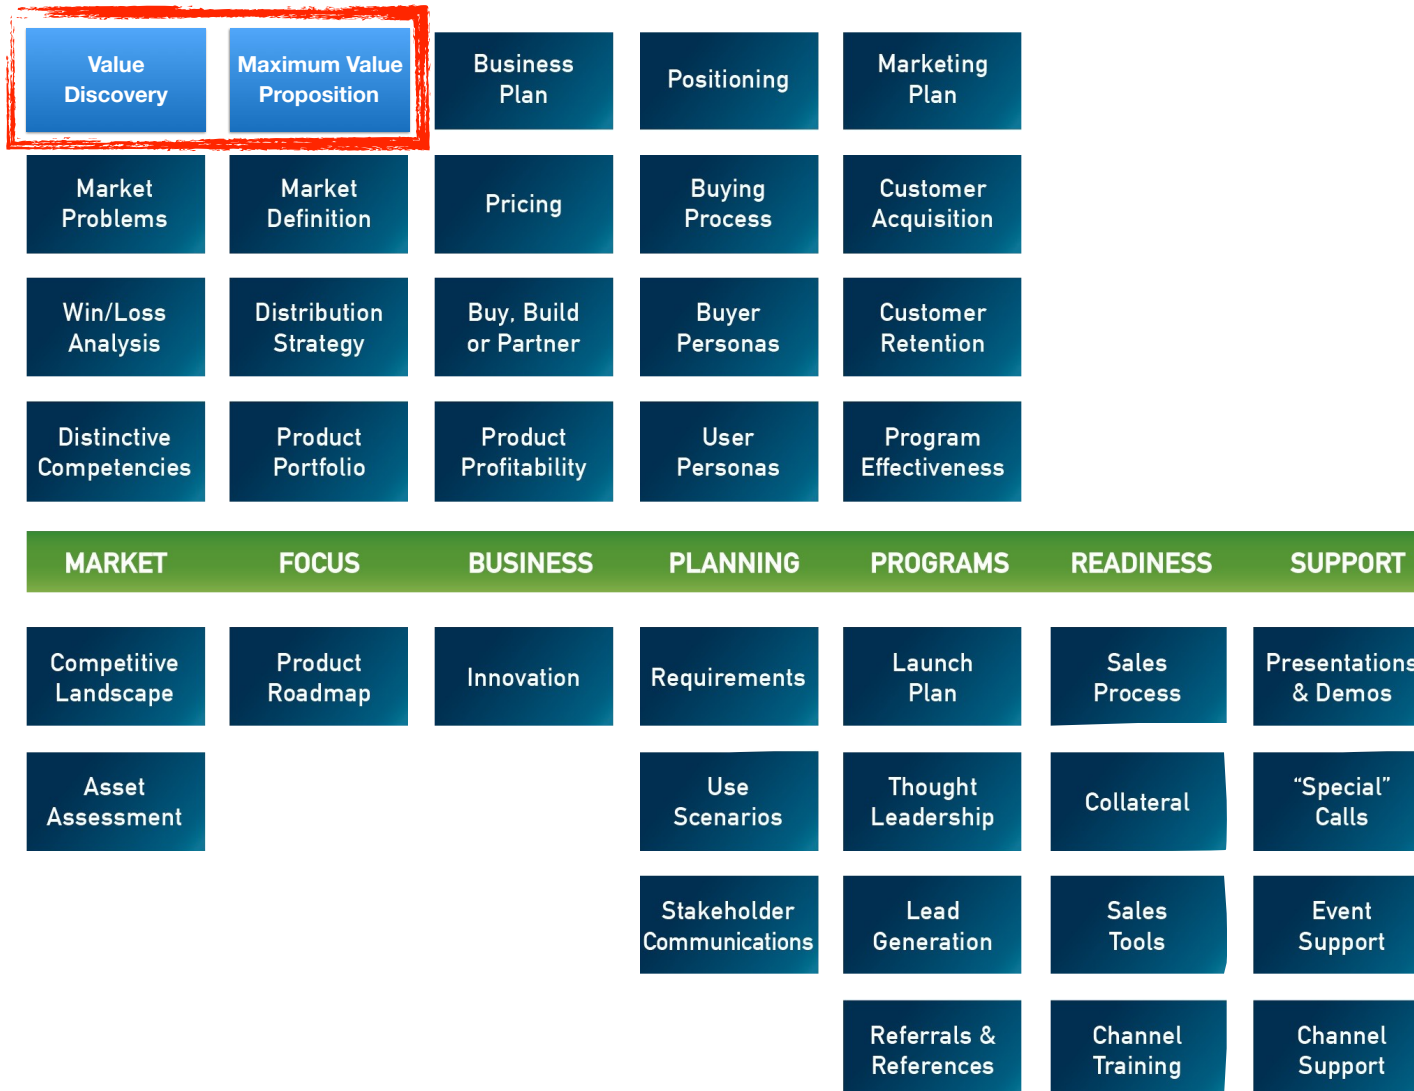 Value
Discovery
Maximum Value
Proposition
Business
Plan
Positioning
Marketing
Plan
Market
Problems
Market
Definition
Pricing
Buying
Process
Customer
Acquisition
Win/Loss
Analysis
Distribution
Strategy
Buy, Build
or Partner
Buyer
Personas
Customer
Retention
Distinctive
Competencies
Product
Portfolio
Product
Profitability
User
Personas
Program
Effectiveness
MARKET FOCUS BUSINESS PLANNING PROGRAMS READINESS SUPPORT
Competitive
Landscape
Product
Roadmap
Innovation
Requirements
Launch
Plan
Sales
Process
Presentations
& Demos
Asset
Assessment
Use
Scenarios
Thought
Leadership
Collateral
“Special”
Calls
Stakeholder
Communications
Lead
Generation
Sales
Tools
Event
Support
Referrals &
References
Channel
Training
Channel
Support